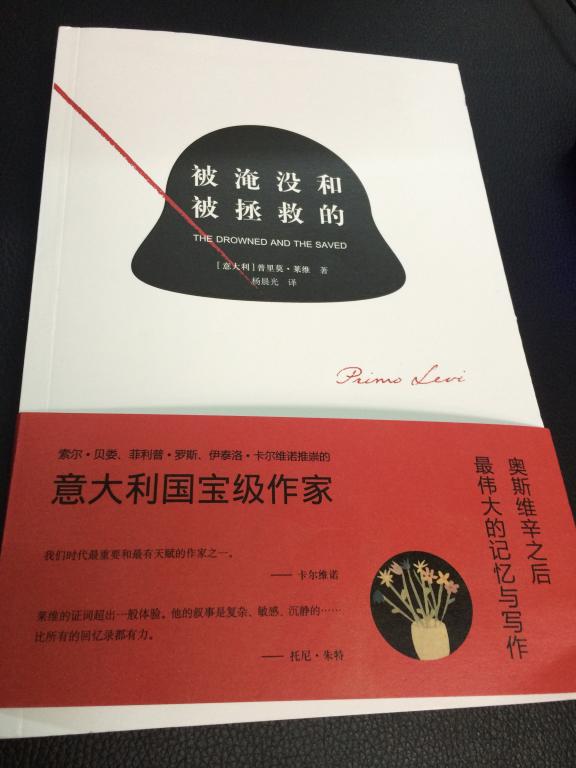 被淹没和
被拯救的
THE DROWNED AND THE SAVED
[意大利]普里莫·莱维 著
杨晨光 译
Primo Levi
索尔·贝娄、菲利普·罗斯、伊泰洛·卡尔维诺推崇的
意大利国宝级作家
我们时代最重要和最有天赋的作家之一。
—— 卡尔维诺
莱维的证词超出一般体验。他的叙事是复杂、敏感、沉静的……
比所有的回忆录都有力。
—— 托尼·朱特
奥斯维辛之后
最伟大的记忆与写作